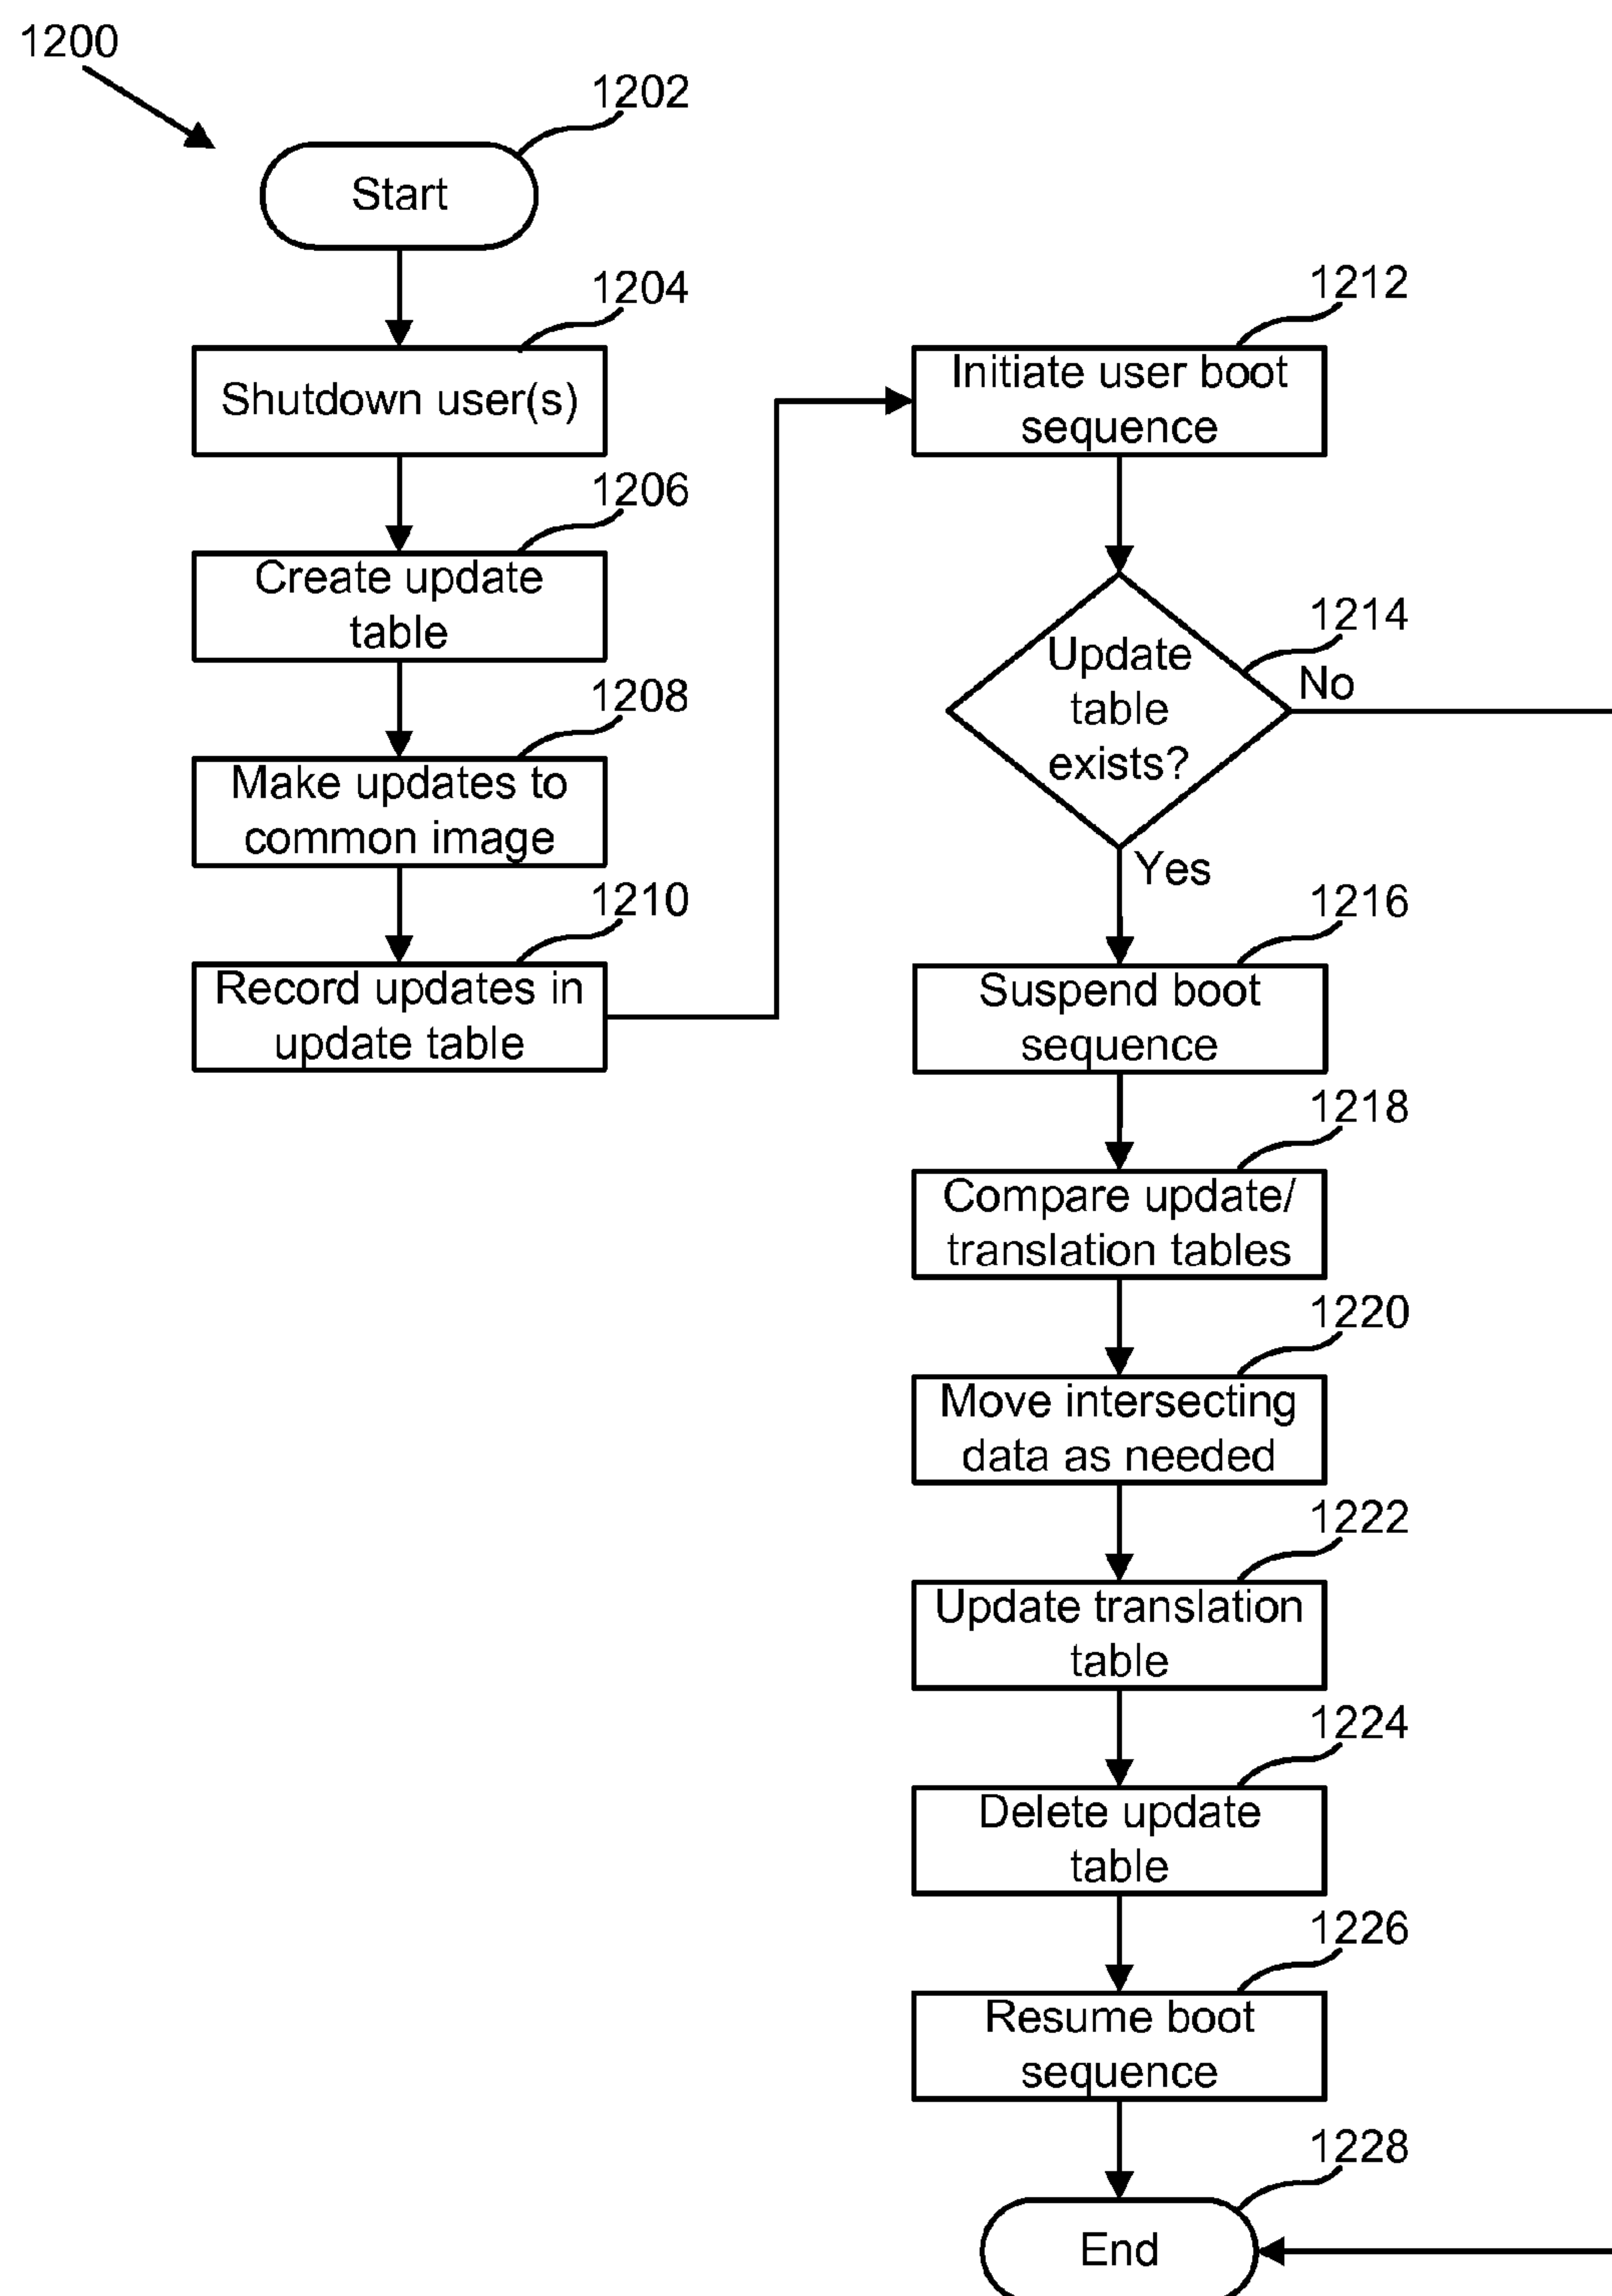 1200
1202
Start
1204
Shutdown user(s)
1206
Create update
table
1208
Make updates to
common image
1210
Record updates in
update table
1212
Initiate user boot
sequence
1214
Update
table
exists?
No
Yes
1216
Suspend boot
sequence
1218
Compare update/
translation tables
1220
Move intersecting
data as needed
1222
Update translation
table
1224
Delete update
table
1226
Resume boot
sequence
1228
End